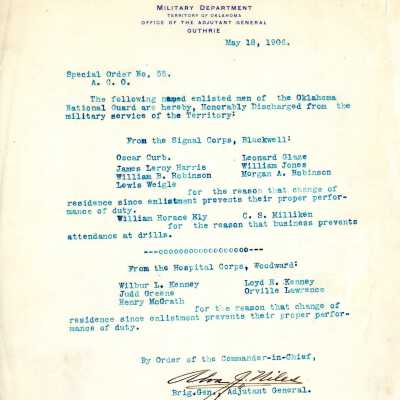 MILITARY DEPARTMENT
TERRITORY OF OKLAHOMA
OFFICE OF THE ADJUTANT GENERAL
GUTHRIE
May 18, 1906.
Special Order No. 55.
A. C. O.
The following named enlisted men of the Oklahoma
National Guard are hereby, Honorably Discharged from the
military service of the Territory:
From the Signal Corps, Blackwell:
Oscar Curb. Leonard Glaze
James Leroy Harris William Jones
William B. Robinson Morgan A. Robinson
Lewis Weigle
for the reason that change of
residence since enlistment prevents their proper perfor-
mance of duty.
William Horace Kly C. S. Milliken
for the reason that business prevents
attendance at drills.
---oooooooooooooooooo---
From the Hospital Corps, Woodward:
Wilbur L. Kenney Loyd R. Kenney
Judd Greene Orville Lawrence
Henry McGrath
for the reason that change of
residence since enlistment prevents their proper perfor-
mance of duty.
By Order of the Commander-in-Chief,
Alva J. Niles
Brig.Gen., Adjutant General.